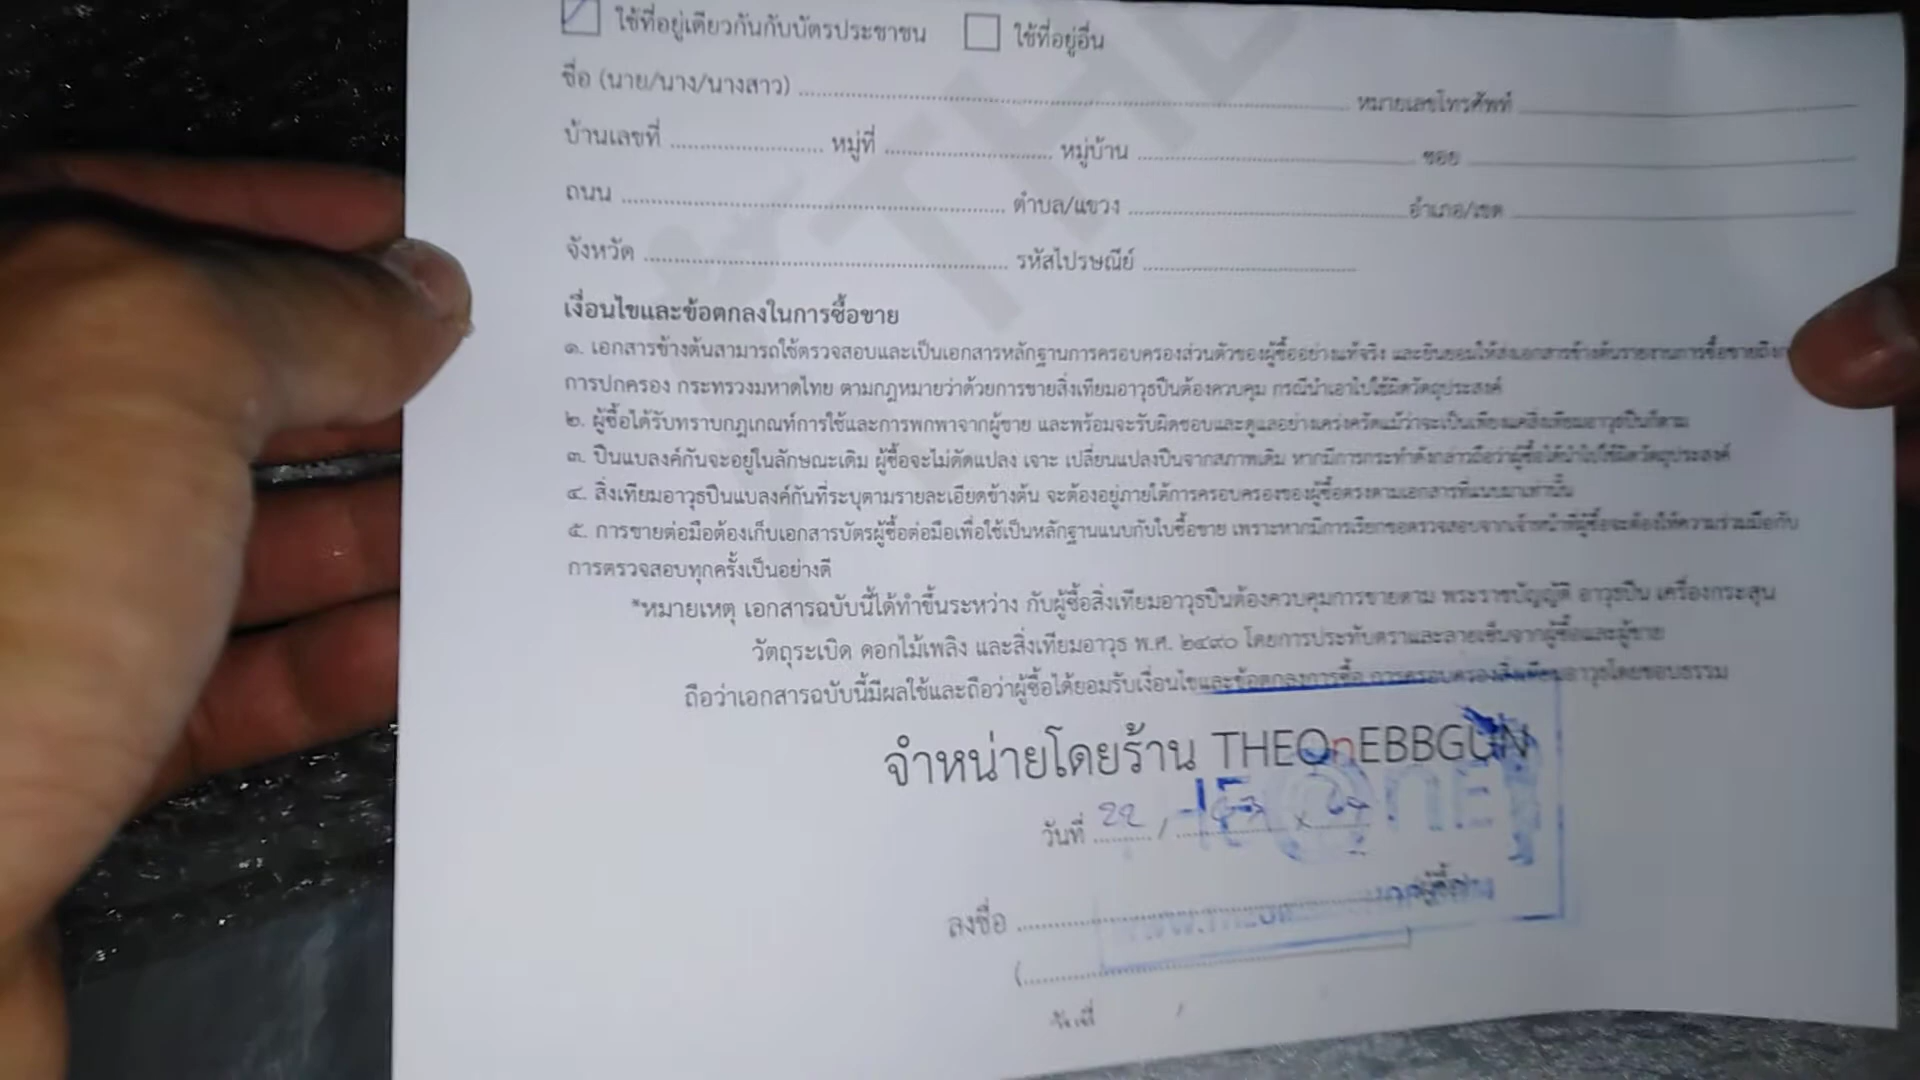 ใช้ที่อยู่เดียวกันกับบัตรประชาชน ใช้ที่อยู่อื่น
ชื่อ (นาย/นาง/นางสาว) หมายเลขโทรศัพท์
บ้านเลขที่ หมู่ที่ หมู่บ้าน ซอย
ถนน ตำบล/แขวง อำเภอ/เขต
จังหวัด รหัสไปรษณีย์
เงื่อนไขและข้อตกลงในการซื้อขาย
๑. เอกสารข้างต้นสามารถใช้ตรวจสอบและเป็นเอกสารหลักฐานการครอบครองส่วนตัวของผู้ซื้ออย่างแท้จริง และยินยอมให้ส่งเอกสารข้างต้นรายงานการซื้อขายถึง
การปกครอง กระทรวงมหาดไทย ตามกฎหมายว่าด้วยการขายสิ่งเทียมอาวุธปืนต้องควบคุม กรณีนำเอาไปใช้ผิดวัตถุประสงค์
๒. ผู้ซื้อได้รับทราบกฎเกณฑ์การใช้และการพกพาจากผู้ขาย และพร้อมจะรับผิดชอบและดูแลอย่างเคร่งครัดแม้ว่าจะเป็นเพียงแค่สิ่งเทียมอาวุธปืนก็ตาม
๓. ปืนแบลงค์กันจะอยู่ในลักษณะเดิม ผู้ซื้อจะไม่ดัดแปลง เจาะ เปลี่ยนแปลงปืนจากสภาพเดิม หากมีการกระทำดังกล่าวถือว่าผู้ซื้อได้นำไปใช้ผิดวัตถุประสงค์
๔. สิ่งเทียมอาวุธปืนแบลงค์กันที่ระบุตามรายละเอียดข้างต้น จะต้องอยู่ภายใต้การครอบครองของผู้ซื้อตรงตามเอกสารที่แนบมาเท่านั้น
๕. การขายต่อมือต้องเก็บเอกสารบัตรผู้ซื้อต่อมือเพื่อใช้เป็นหลักฐานแนบกับใบซื้อขาย เพราะหากมีการเรียกขอตรวจสอบจากเจ้าหน้าที่ผู้ซื้อจะต้องให้ความร่วมมือกับ
การตรวจสอบทุกครั้งเป็นอย่างดี
*หมายเหตุ เอกสารฉบับนี้ได้ทำขึ้นระหว่าง กับผู้ซื้อสิ่งเทียมอาวุธปืนต้องควบคุมการขายตาม พระราชบัญญัติ อาวุธปืน เครื่องกระสุน
วัตถุระเบิด ดอกไม้เพลิง และสิ่งเทียมอาวุธ พ.ศ. ๒๔๙๐ โดยการประทับตราและลายเซ็นจากผู้ซื้อและผู้ขาย
ถือว่าเอกสารฉบับนี้มีผลใช้และถือว่าผู้ซื้อได้ยอมรับเงื่อนไขและข้อตกลงการซื้อ การครอบครองสิ่งเทียมอาวุธโดยชอบธรรม
จำหน่ายโดยร้าน THEOnEBBGUN
วันที่ 22 /
ลงชื่อ
วันที่ /